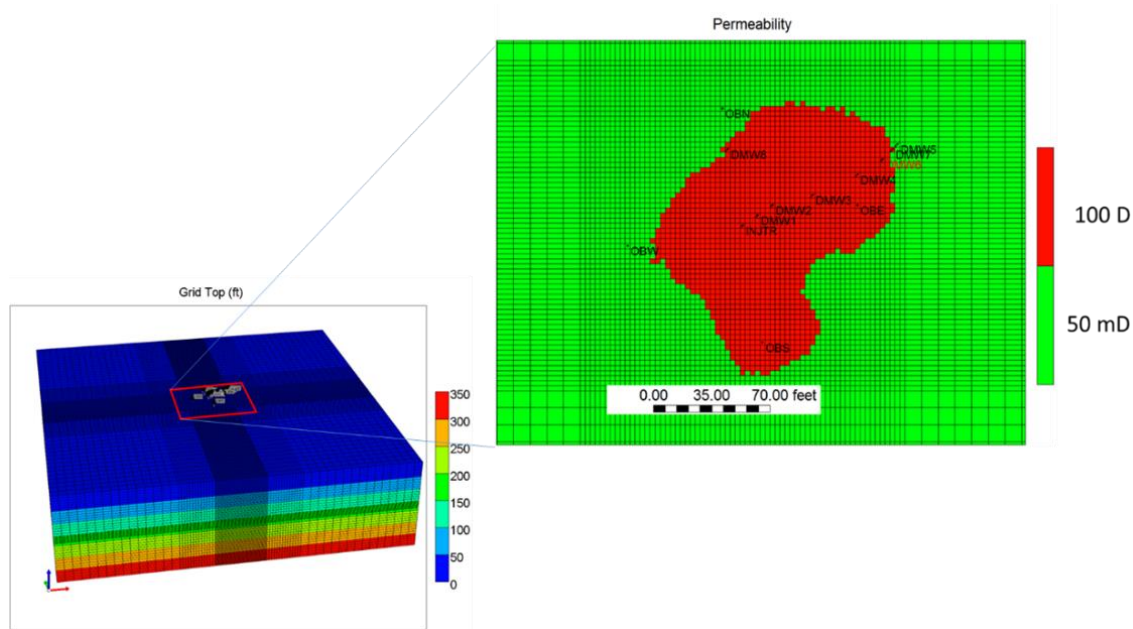 Permeability
OBN
DMW5
DMW8
DMW7
DMW4
DMW3
OBE
DMW2
DMW1
INJTR
OBW
OBS
0.00 35.00 70.00 feet
100 D
50 mD
Grid Top (ft)
350
300
250
200
150
100
50
0